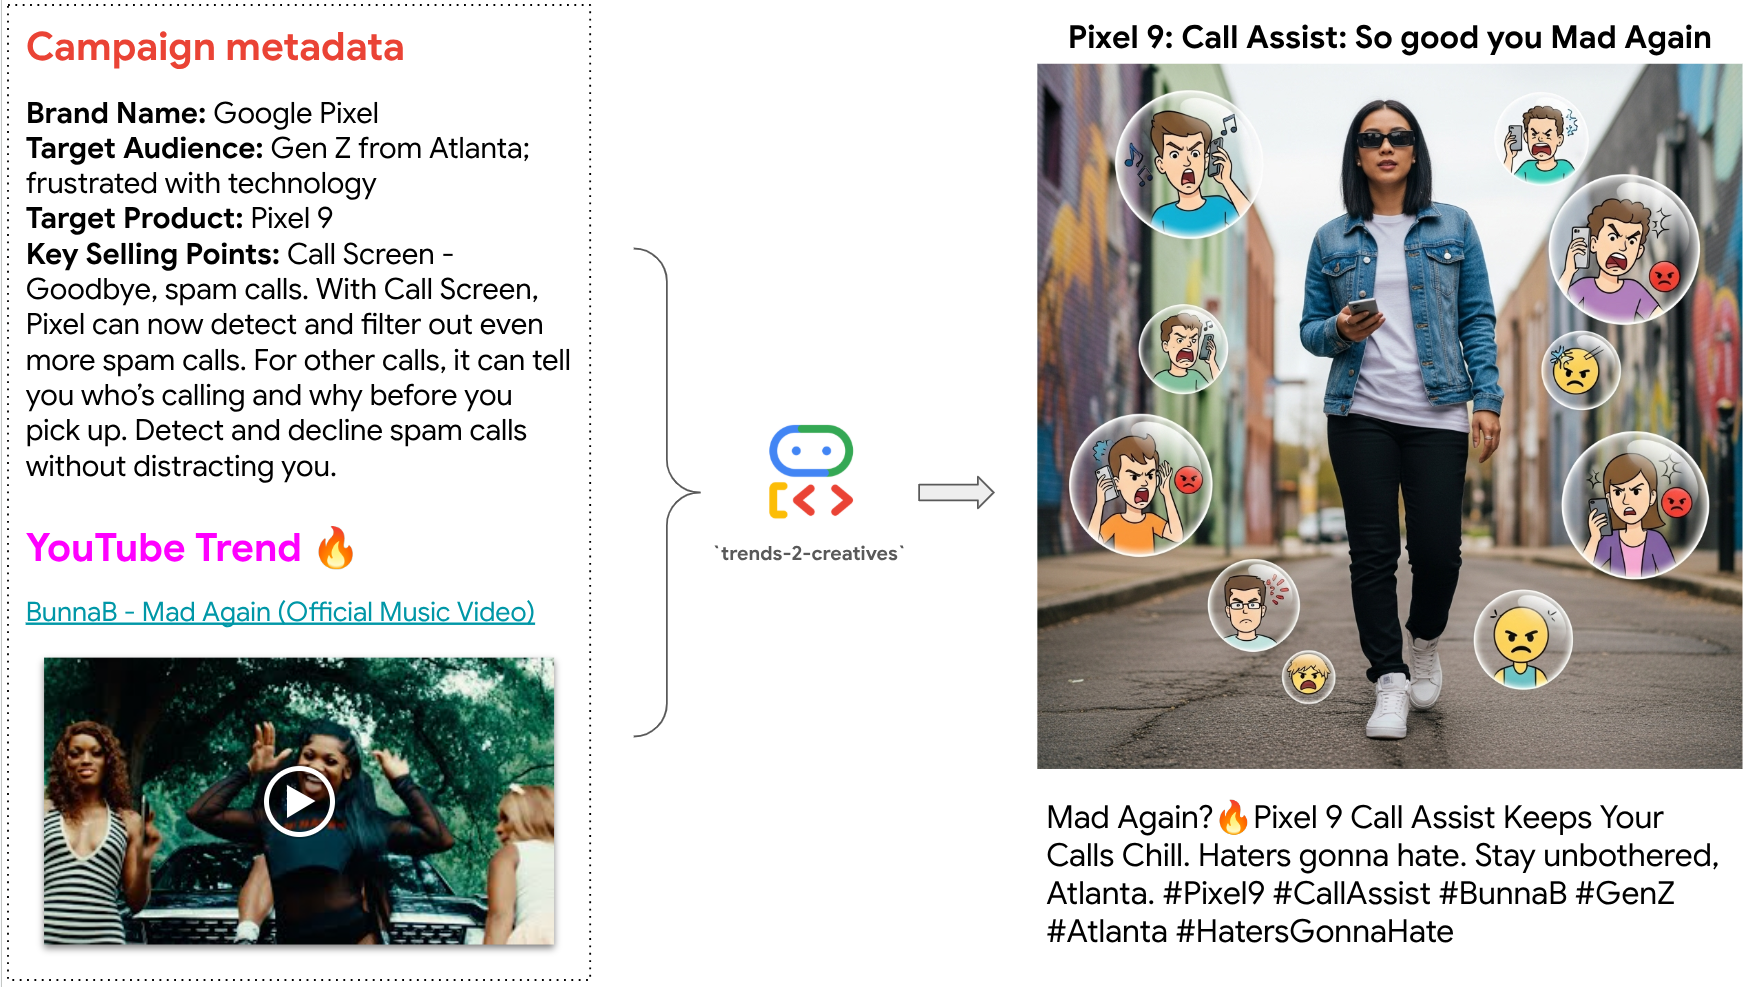 Campaign metadata
Brand Name: Google Pixel
Target Audience: Gen Z from Atlanta;
frustrated with technology
Target Product: Pixel 9
Key Selling Points: Call Screen -
Goodbye, spam calls. With Call Screen,
Pixel can now detect and filter out even
more spam calls. For other calls, it can tell
you who’s calling and why before you
pick up. Detect and decline spam calls
without distracting you.
YouTube Trend 🔥
BunnaB - Mad Again (Official Music Video)
`trends-2-creatives`
Pixel 9: Call Assist: So good you Mad Again
Mad Again?🔥Pixel 9 Call Assist Keeps Your
Calls Chill. Haters gonna hate. Stay unbothered,
Atlanta. #Pixel9 #CallAssist #BunnaB #GenZ
#Atlanta #HatersGonnaHate